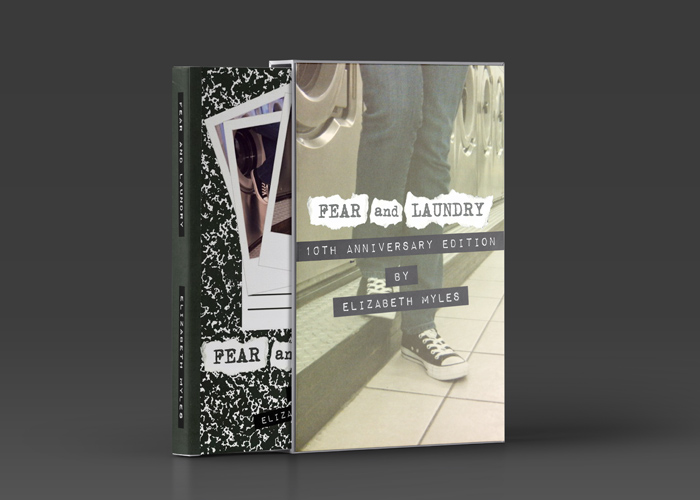 FEAR AND LAUNDRY
ELIZABETH MYLES
FEAR an
ELIZA
FEAR and LAUNDRY
10TH ANNIVERSARY EDITION
BY
ELIZABETH MYLES